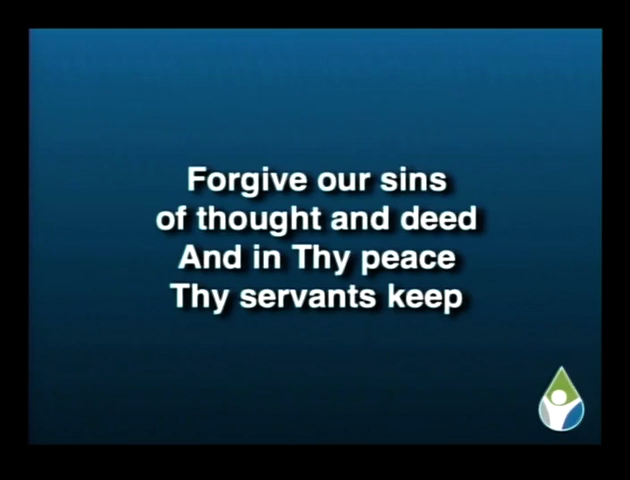 Forgive our sins
of thought and deed
And in Thy peace
Thy servants keep